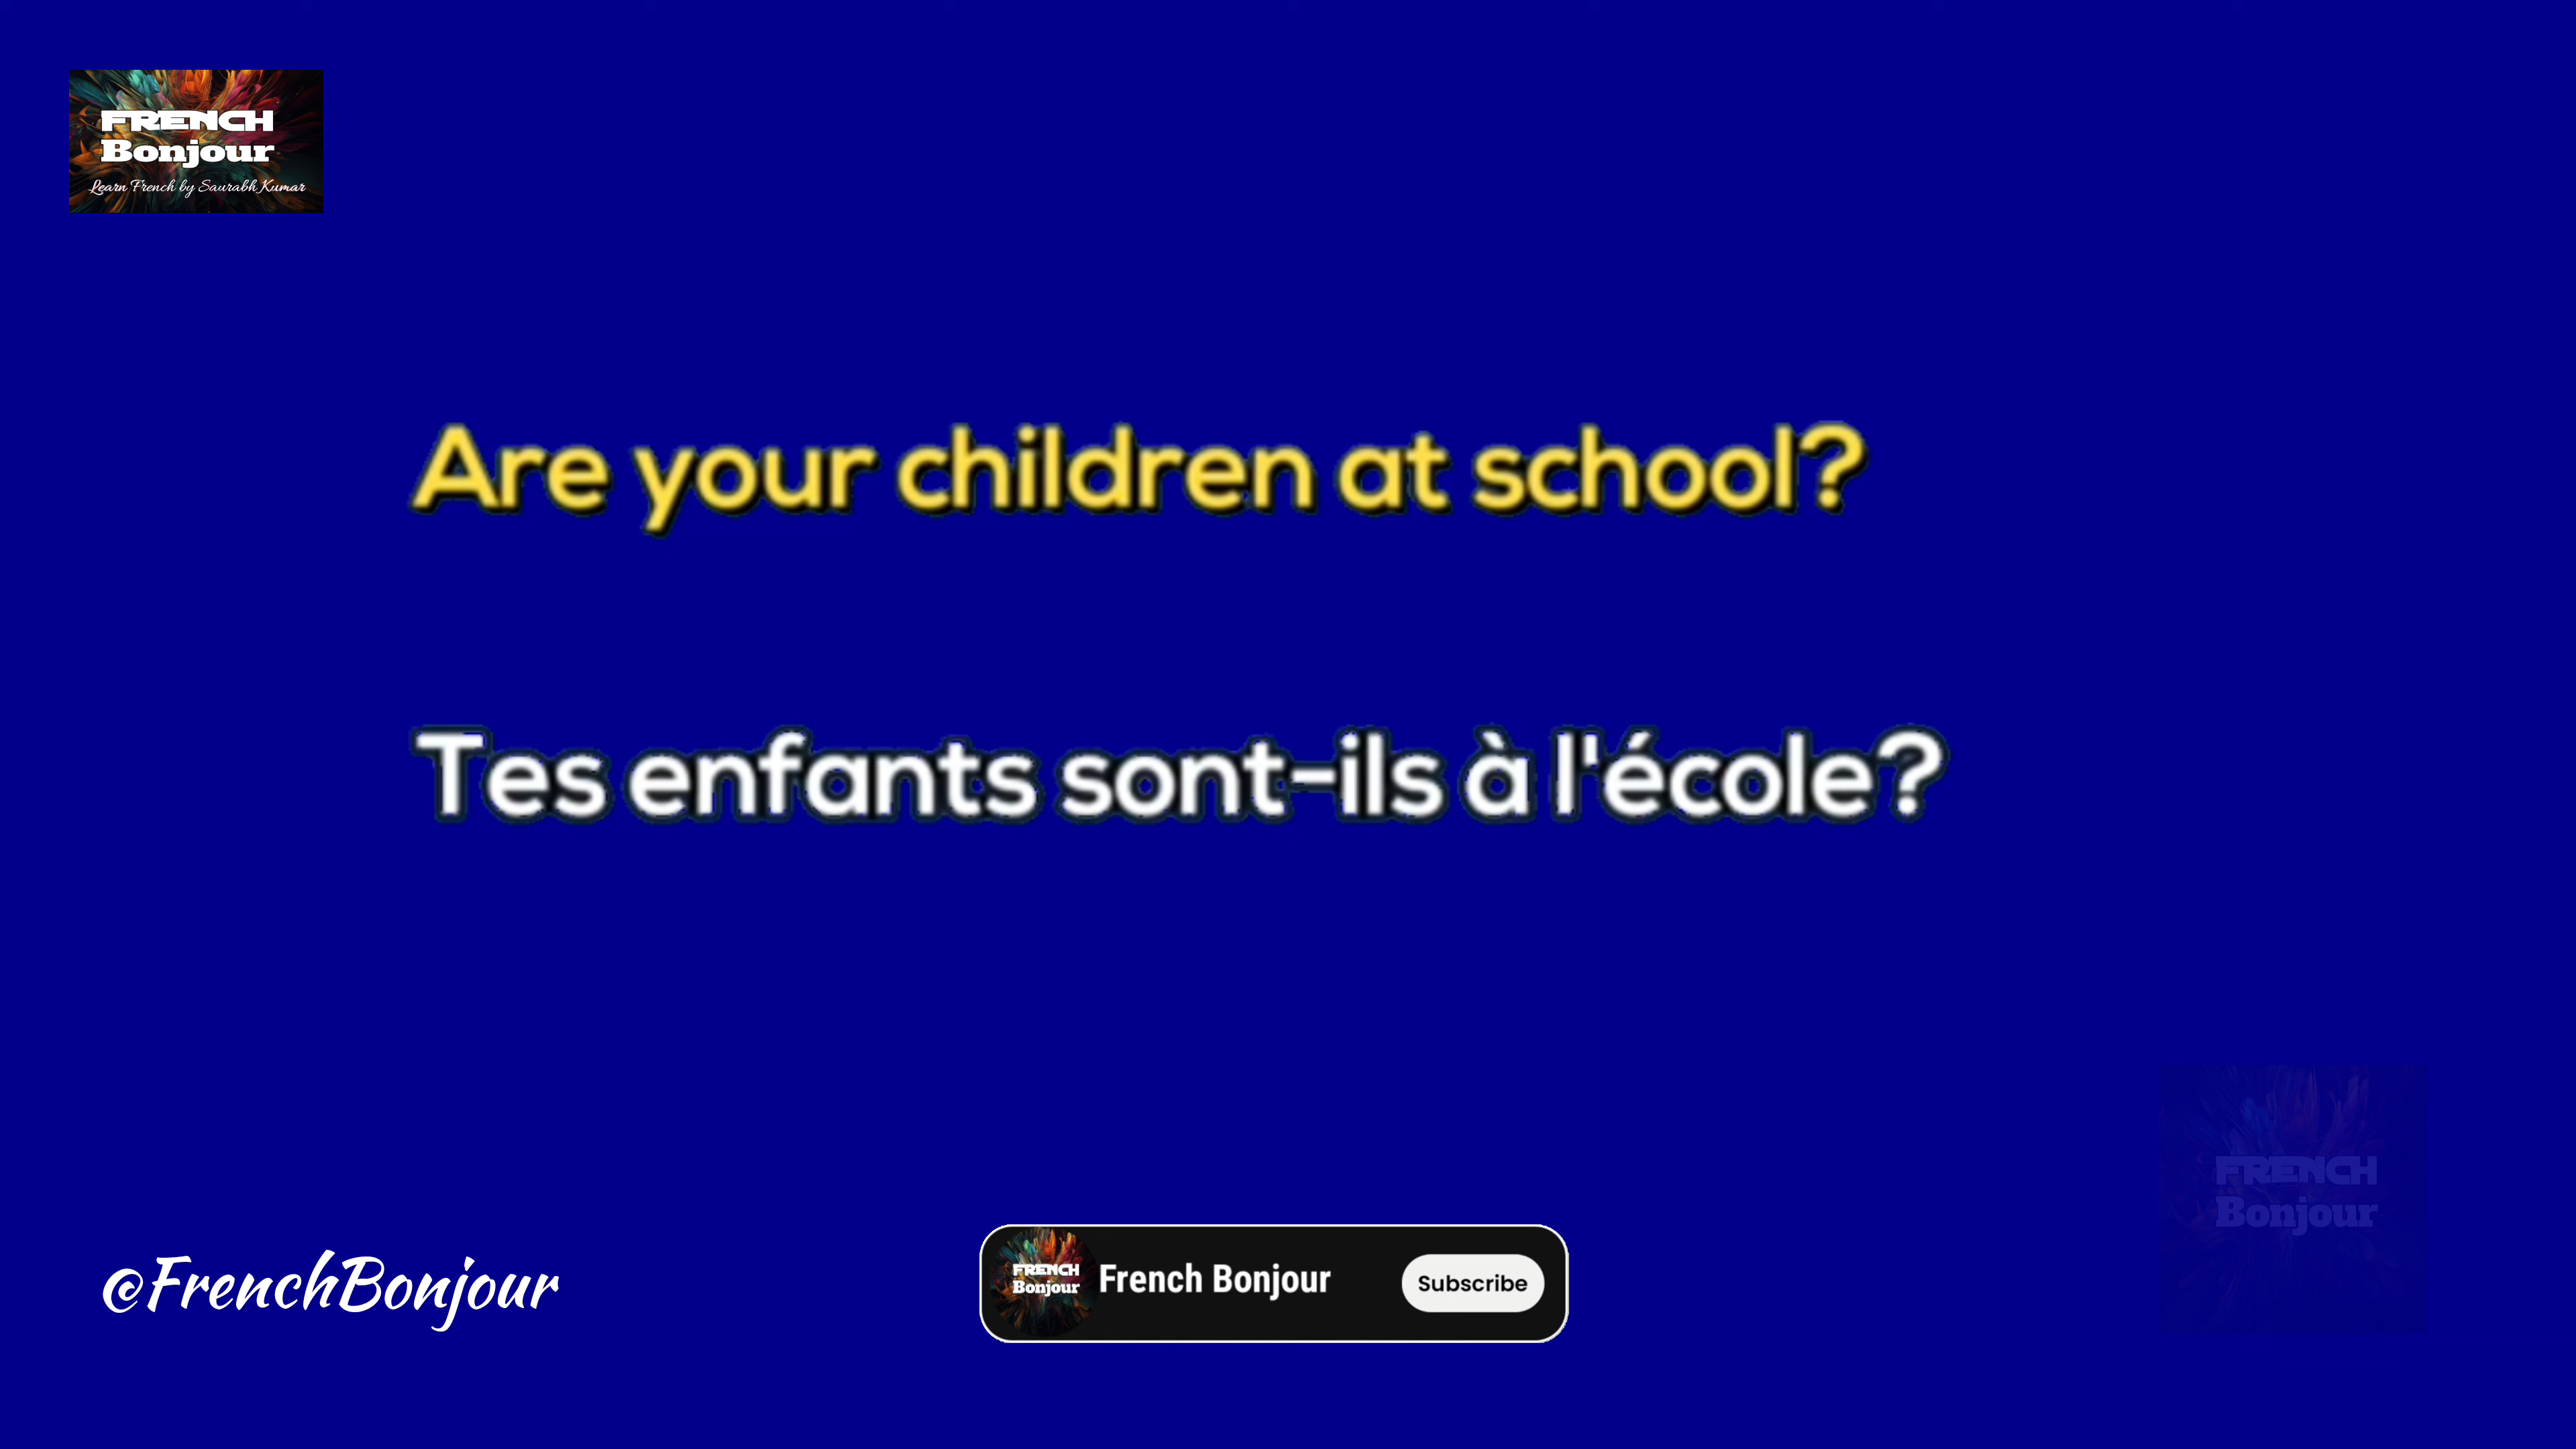 FRENCH
Bonjour
Learn French by Saurabh Kumar
Are your children at school?
Tes enfants sont-ils à l'école?
FRENCH
Bonjour
@FrenchBonjour
FRENCH
Bonjour
French Bonjour
Subscribe